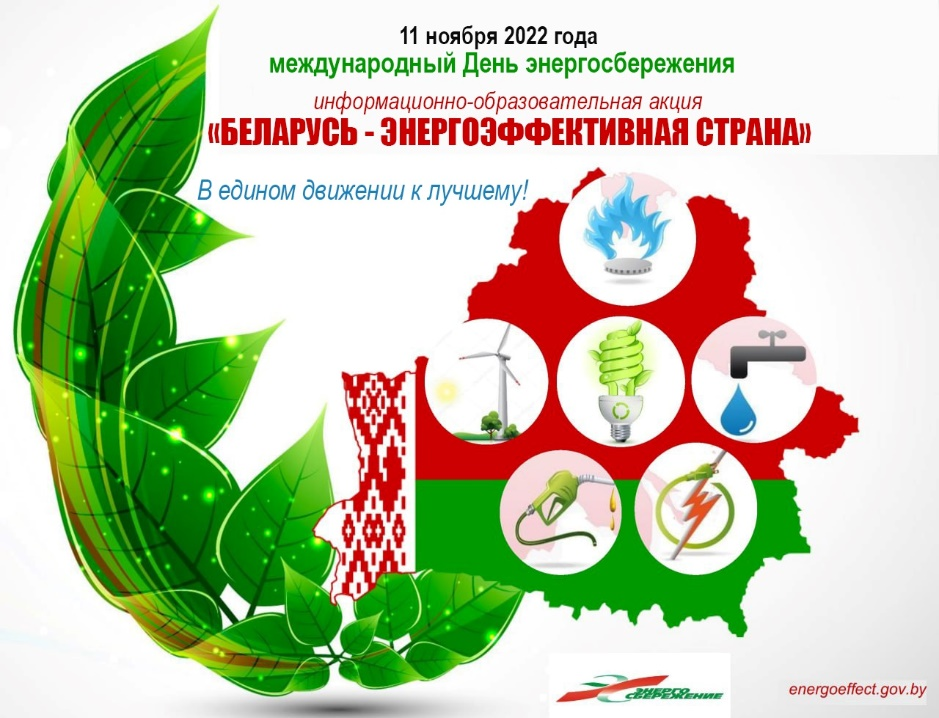 11 ноября 2022 года
международный День энергосбережения
информационно-образовательная акция
«БЕЛАРУСЬ - ЭНЕРГОЭФФЕКТИВНАЯ СТРАНА»
В едином движении к лучшему!
ЭНЕРГО
СБЕРЕЖЕНИЕ
energoeffect.gov.by